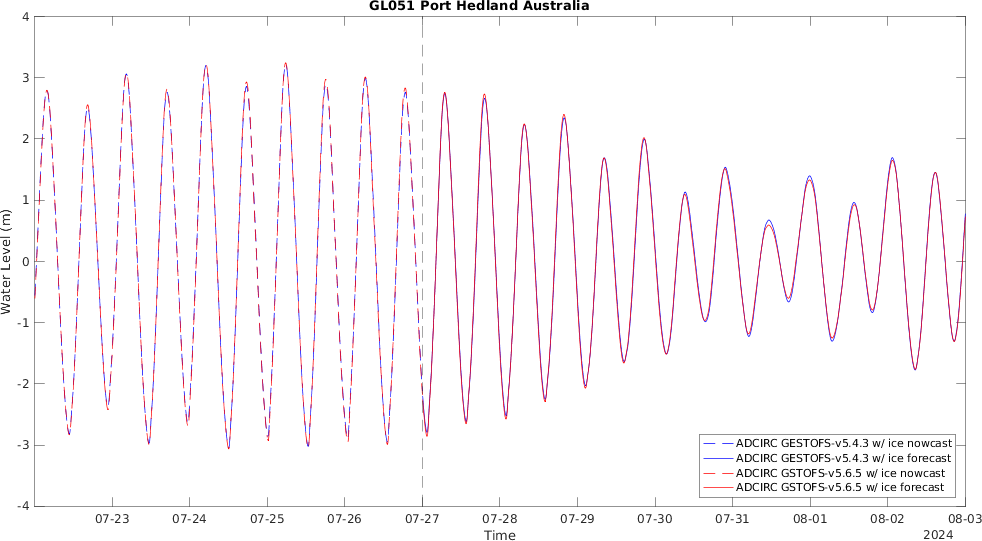 GL051 Port Hedland Australia
4
3
2
1
0
-1
-2
-3
-4
Water Level (m)
ADCIRC GESTOFS-v5.4.3 w/ ice nowcast
ADCIRC GESTOFS-v5.4.3 w/ ice forecast
ADCIRC GSTOFS-v5.6.5 w/ ice nowcast
ADCIRC GSTOFS-v5.6.5 w/ ice forecast
07-23 07-24 07-25 07-26 07-27 07-28 07-29 07-30 07-31 08-01 08-02 08-03
Time
2024